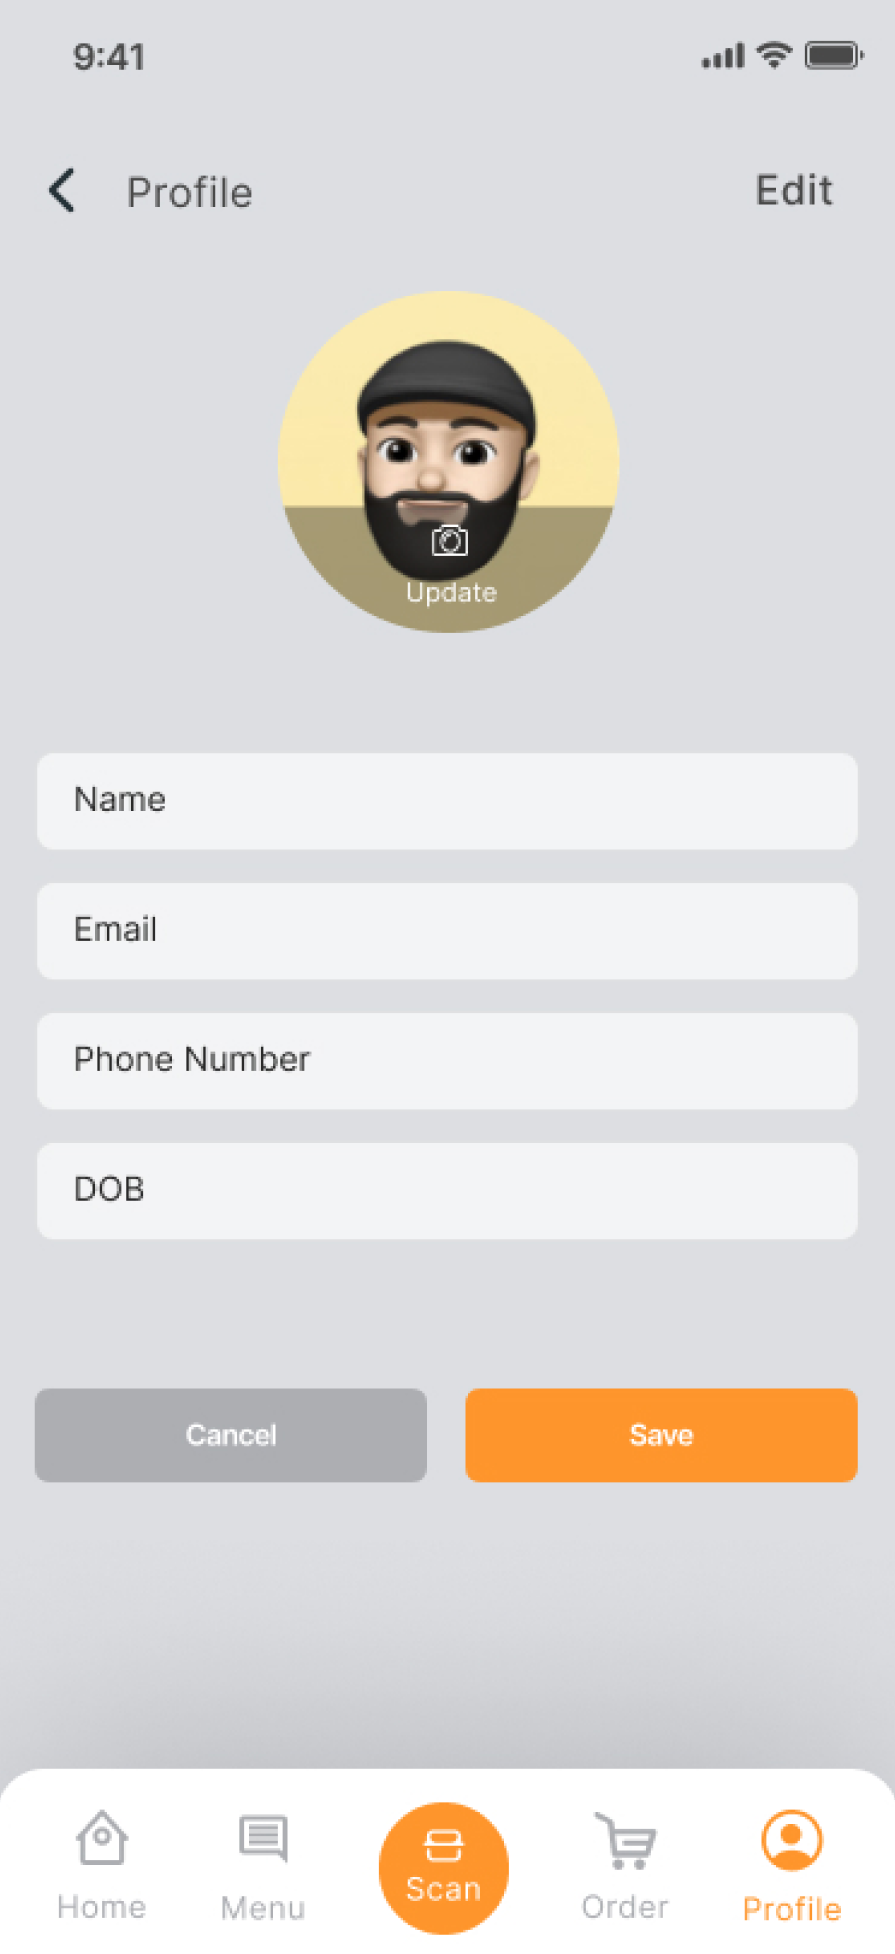 9:41
Profile
Edit
Update
Name
Email
Phone Number
DOB
Cancel
Save
Home
Menu
Scan
Order
Profile